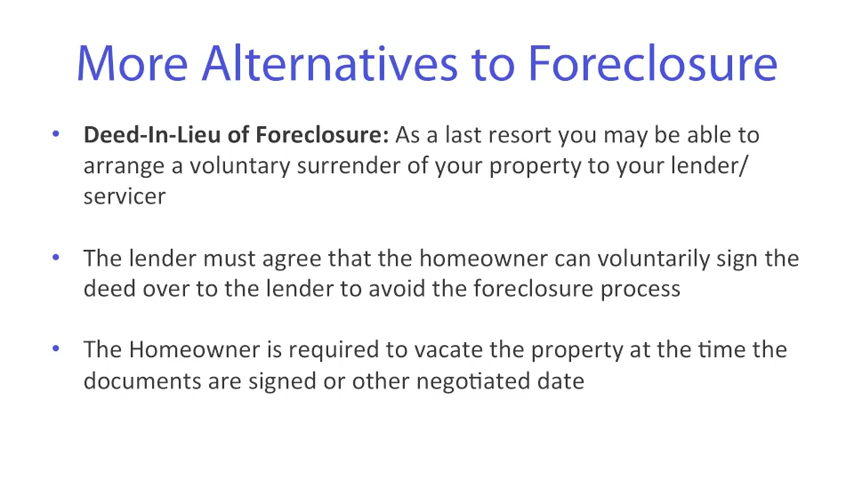 More Alternatives to Foreclosure
• Deed-In-Lieu of Foreclosure: As a last resort you may be able to
arrange a voluntary surrender of your property to your lender/
servicer
• The lender must agree that the homeowner can voluntarily sign the
deed over to the lender to avoid the foreclosure process
• The Homeowner is required to vacate the property at the time the
documents are signed or other negotiated date